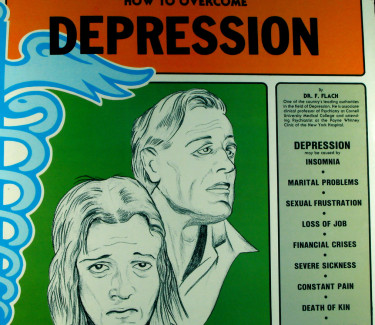 HOW TO OVERCOME
DEPRESSION
by
DR. F. FLACH
One of the country's leading authorities
in the field of Depression. He is associate
clinical professor of Psychiatry at Cornell
University Medical College and attend-
ing Psychiatrist at the Payne Whitney
Clinic of the New York Hospital.
DEPRESSION
may be caused by
INSOMNIA
MARITAL PROBLEMS
SEXUAL FRUSTRATION
LOSS OF JOB
FINANCIAL CRISES
SEVERE SICKNESS
CONSTANT PAIN
DEATH OF KIN